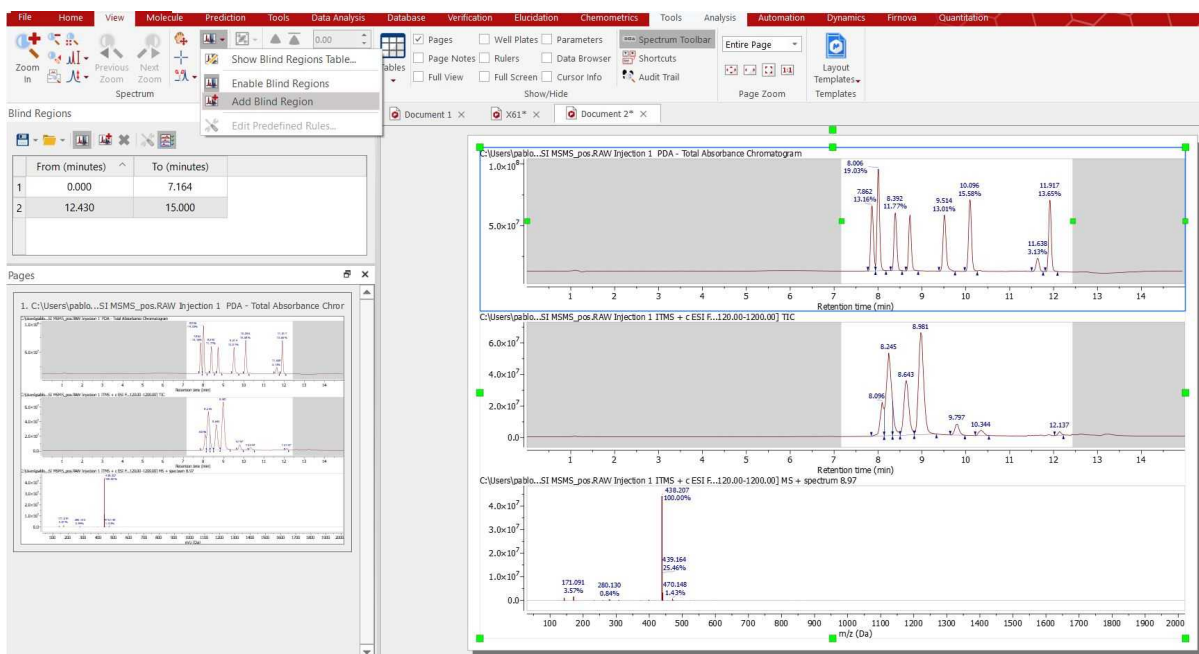 File Home View Molecule Prediction Tools Data Analysis Database Verification Elucidation Chemometrics Tools Analysis Automation Dynamics Firnova Quantitation
Zoom In
Previous Zoom
Next Zoom
Spectrum
0.00
Show Blind Regions Table...
Enable Blind Regions
Add Blind Region
Edit Predefined Rules...
Tables
Pages Well Plates Parameters Spectrum Toolbar
Page Notes Rulers Data Browser Shortcuts
Full View Full Screen Cursor Info Audit Trail
Show/Hide
Entire Page
1:1
Page Zoom
Layout Templates
Templates
Blind Regions
From (minutes) To (minutes)
1 0.000 7.164
2 12.430 15.000
Pages
1. C:\Users\pablo...SI MSMS_pos.RAW Injection 1 PDA - Total Absorbance Chror
Document 1 X61* Document 2*
C:\Users\pablo...SI MSMS_pos.RAW Injection 1 PDA - Total Absorbance Chromatogram
1.0×10⁸
5.0×10⁷
7.862
13.16%
8.006
19.03%
8.392
11.77%
9.514
13.01%
10.096
15.58%
11.638
3.13%
11.917
13.65%
1 2 3 4 5 6 7 8 9 10 11 12 13 14
Retention time (min)
C:\Users\pablo...SI MSMS_pos.RAW Injection 1 ITMS + c ESI F...120.00-1200.00] TIC
6.0×10⁷
4.0×10⁷
2.0×10⁷
0.0
8.096
8.245
8.643
8.981
9.797
10.344
12.137
1 2 3 4 5 6 7 8 9 10 11 12 13 14
Retention time (min)
C:\Users\pablo...SI MSMS_pos.RAW Injection 1 ITMS + c ESI F...120.00-1200.00] MS + spectrum 8.97
4.0×10⁷
3.0×10⁷
2.0×10⁷
1.0×10⁷
0.0
171.091
3.57%
280.130
0.84%
438.207
100.00%
439.164
25.46%
470.148
1.43%
100 200 300 400 500 600 700 800 900 1000 1100 1200 1300 1400 1500 1600 1700 1800 1900 2000
m/z (Da)